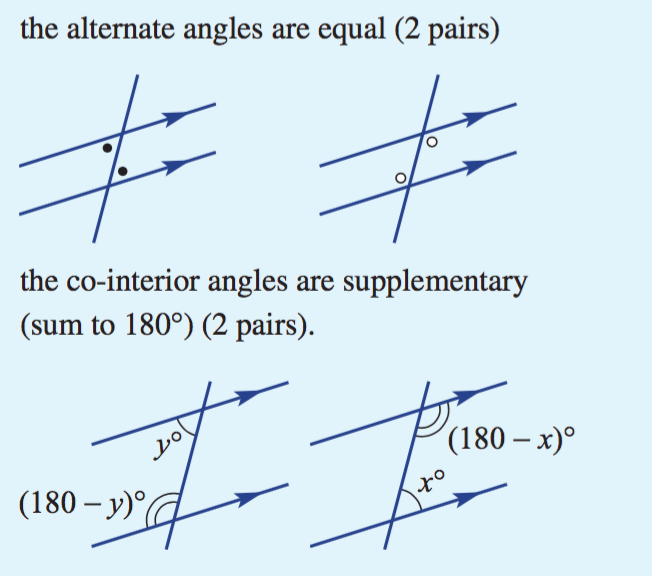 the alternate angles are equal (2 pairs)
the co-interior angles are supplementary
(sum to 180°) (2 pairs).
y°
(180 – y)°
(180 – x)°
x°